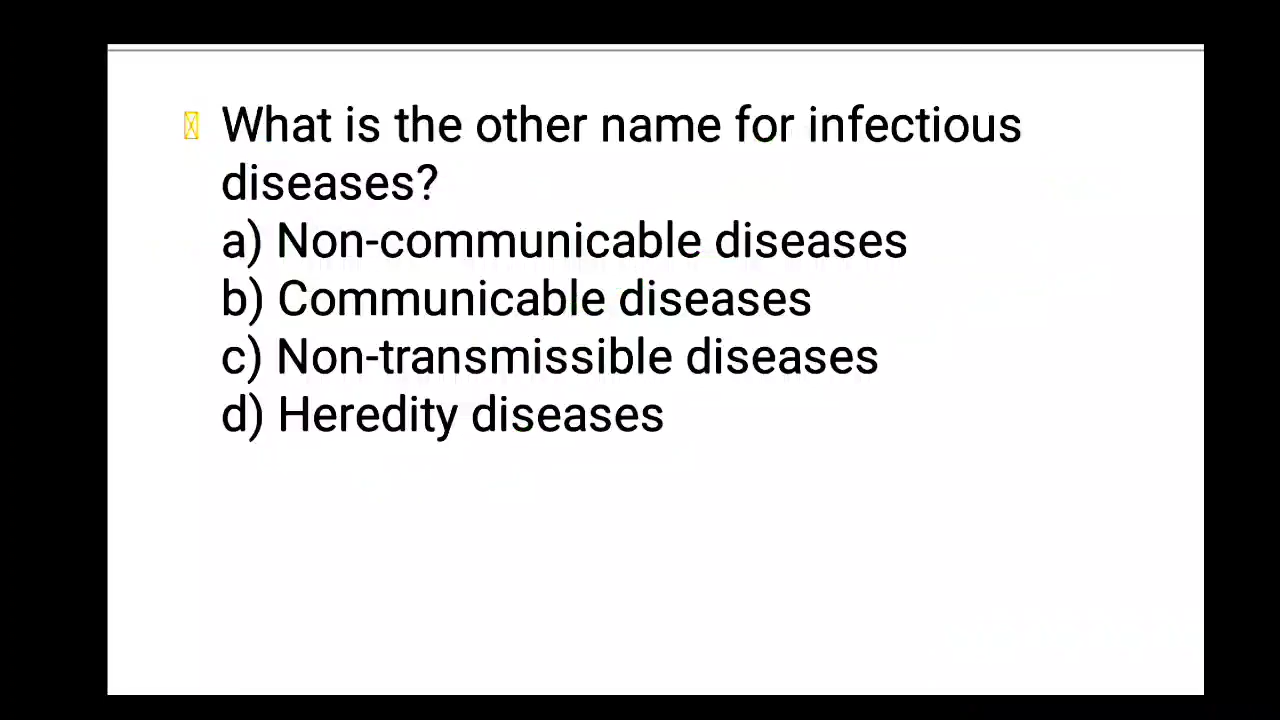 What is the other name for infectious
diseases?
a) Non-communicable diseases
b) Communicable diseases
c) Non-transmissible diseases
d) Heredity diseases